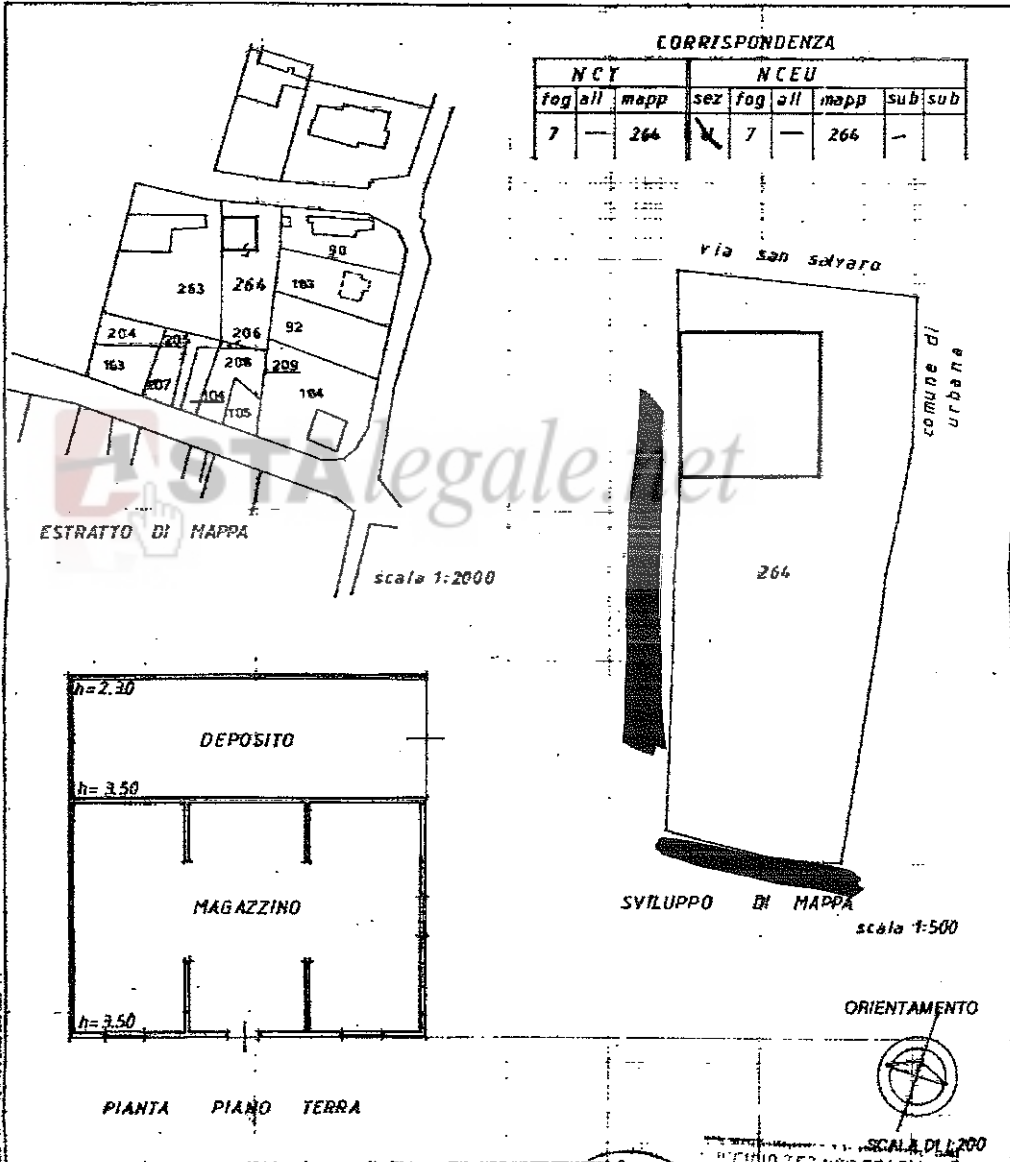 CORRISPONDENZA
NCT NCEU
fog all mapp sez fog all mapp sub sub
7 — 264 7 — 264 —
90
263 264 183
204 205 206 92
163 207 208 209
104 105 184
ASTAlegale.net
ESTRATTO DI MAPPA
scala 1:2000
via san salvaro
comune di
urbana
264
SVILUPPO DI MAPPA
scala 1:500
h=2.30
DEPOSITO
h=3.50
MAGAZZINO
h=3.50
PIANTA PIANO TERRA
ORIENTAMENTO
SCALA DI 1:200